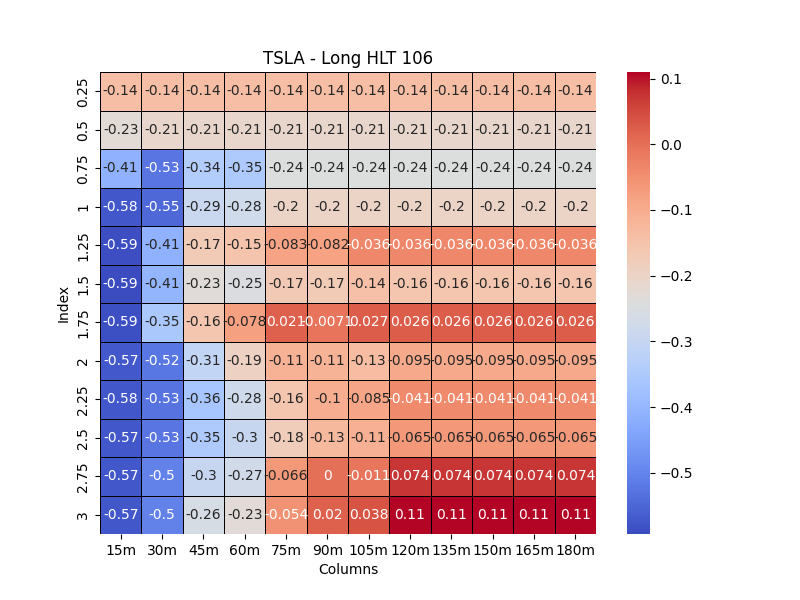 TSLA - Long HLT 106
0.25 -0.14 -0.14 -0.14 -0.14 -0.14 -0.14 -0.14 -0.14 -0.14 -0.14 -0.14 -0.14
0.5 -0.23 -0.21 -0.21 -0.21 -0.21 -0.21 -0.21 -0.21 -0.21 -0.21 -0.21 -0.21
0.75 -0.41 -0.53 -0.34 -0.35 -0.24 -0.24 -0.24 -0.24 -0.24 -0.24 -0.24 -0.24
1 -0.58 -0.55 -0.29 -0.28 -0.2 -0.2 -0.2 -0.2 -0.2 -0.2 -0.2 -0.2
1.25 -0.59 -0.41 -0.17 -0.15 -0.083 -0.082 -0.036 -0.036 -0.036 -0.036 -0.036 -0.036
1.5 -0.59 -0.41 -0.23 -0.25 -0.17 -0.17 -0.14 -0.16 -0.16 -0.16 -0.16 -0.16
1.75 -0.59 -0.35 -0.16 -0.078 0.021 -0.0071 0.027 0.026 0.026 0.026 0.026 0.026
2 -0.57 -0.52 -0.31 -0.19 -0.11 -0.11 -0.13 -0.095 -0.095 -0.095 -0.095 -0.095
2.25 -0.58 -0.53 -0.36 -0.28 -0.16 -0.1 -0.085 -0.041 -0.041 -0.041 -0.041 -0.041
2.5 -0.57 -0.53 -0.35 -0.3 -0.18 -0.13 -0.11 -0.065 -0.065 -0.065 -0.065 -0.065
2.75 -0.57 -0.5 -0.3 -0.27 -0.066 0 -0.011 0.074 0.074 0.074 0.074 0.074
3 -0.57 -0.5 -0.26 -0.23 -0.054 0.02 0.038 0.11 0.11 0.11 0.11 0.11
15m 30m 45m 60m 75m 90m 105m 120m 135m 150m 165m 180m
Columns
Index
0.1
0.0
−0.1
−0.2
−0.3
−0.4
−0.5